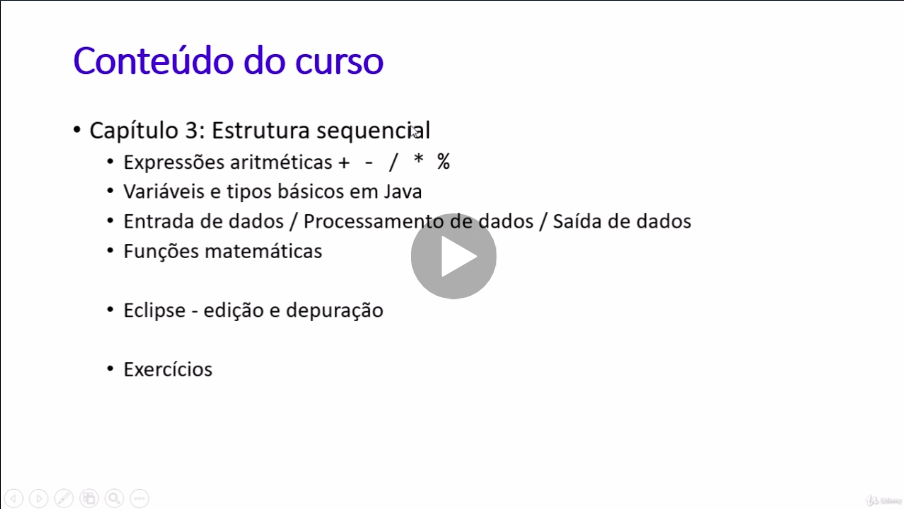 Conteúdo do curso
• Capítulo 3: Estrutura sequencial
• Expressões aritméticas + - / * %
• Variáveis e tipos básicos em Java
• Entrada de dados / Processamento de dados / Saída de dados
• Funções matemáticas
• Eclipse - edição e depuração
• Exercícios
Udemy